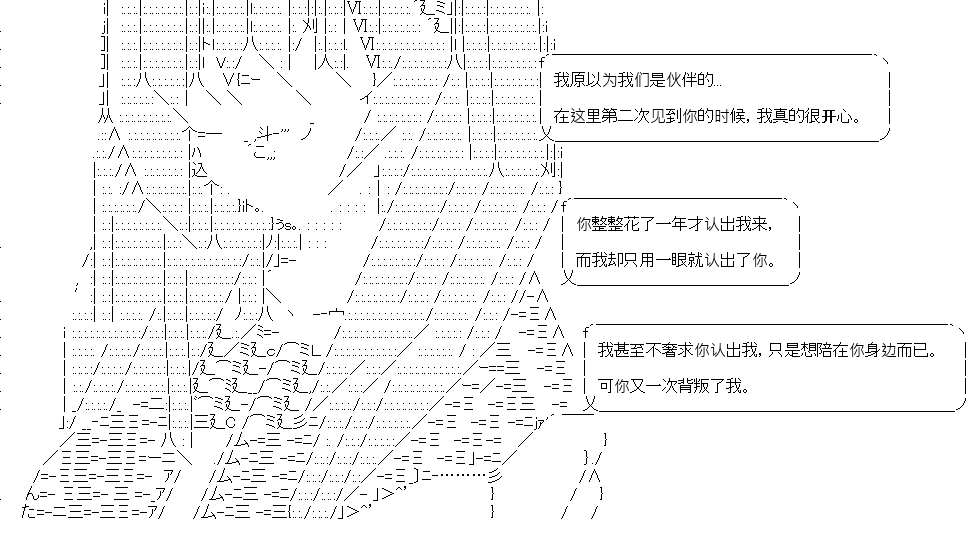 我原以为我们是伙伴的...
在这里第二次见到你的时候，我真的很开心。
你整整花了一年才认出我来，
而我却只用一眼就认出了你。
我甚至不奢求你认出我，只是想陪在你身边而已。
可你又一次背叛了我。